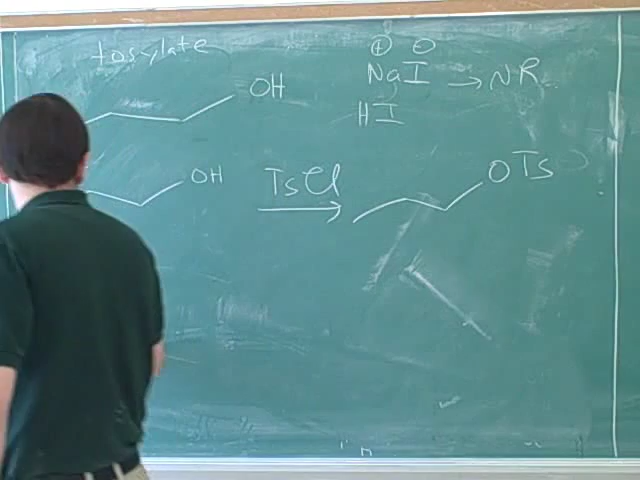 tosylate
⊕ ⊖
OH NaI → NR
HI
OH TsCl → OTs